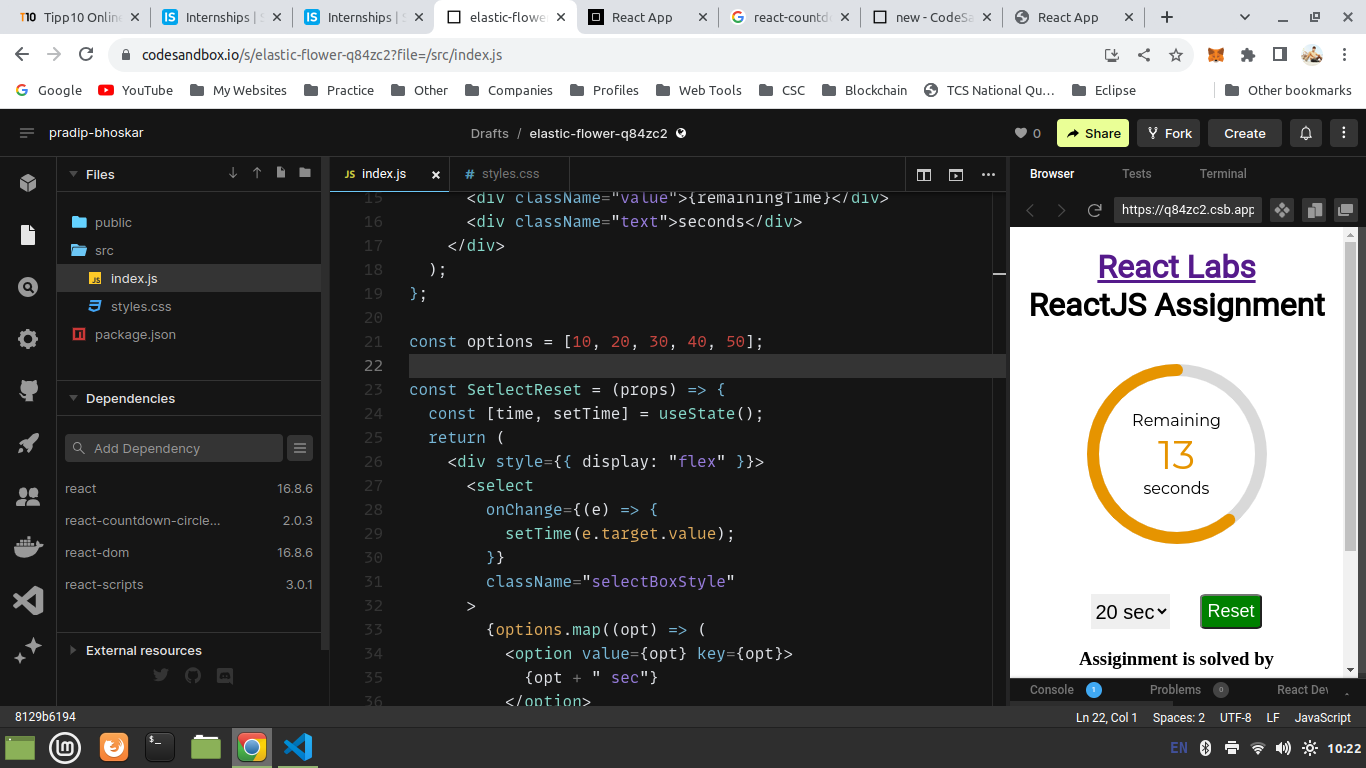 Tipp10 Online
Internships | S
Internships | S
elastic-flower
React App
react-countd
new - CodeSa
React App
codesandbox.io/s/elastic-flower-q84zc2?file=/src/index.js
Google
YouTube
My Websites
Practice
Other
Companies
Profiles
Web Tools
CSC
Blockchain
TCS National Qu…
Eclipse
Other bookmarks
pradip-bhoskar
Drafts / elastic-flower-q84zc2
0
Share
Fork
Create
Files
public
src
index.js
styles.css
package.json
Dependencies
Add Dependency
react 16.8.6
react-countdown-circle... 2.0.3
react-dom 16.8.6
react-scripts 3.0.1
External resources
JS index.js
# styles.css
15 <div className="value">{remainingTime}</div>
16 <div className="text">seconds</div>
17 </div>
18 );
19 };
20
21 const options = [10, 20, 30, 40, 50];
22
23 const SetlectReset = (props) => {
24 const [time, setTime] = useState();
25 return (
26 <div style={{ display: "flex" }}>
27 <select
28 onChange={(e) => {
29 setTime(e.target.value);
30 }}
31 className="selectBoxStyle"
32 >
33 {options.map((opt) => (
34 <option value={opt} key={opt}>
35 {opt + " sec"}
36 </option>
Browser
Tests
Terminal
https://q84zc2.csb.app
React Labs
ReactJS Assignment
Remaining
13
seconds
20 sec
Reset
Assiginment is solved by
Console 1
Problems 0
React Dev
8129b6194
Ln 22, Col 1
Spaces: 2
UTF-8
LF
JavaScript
EN
10:22